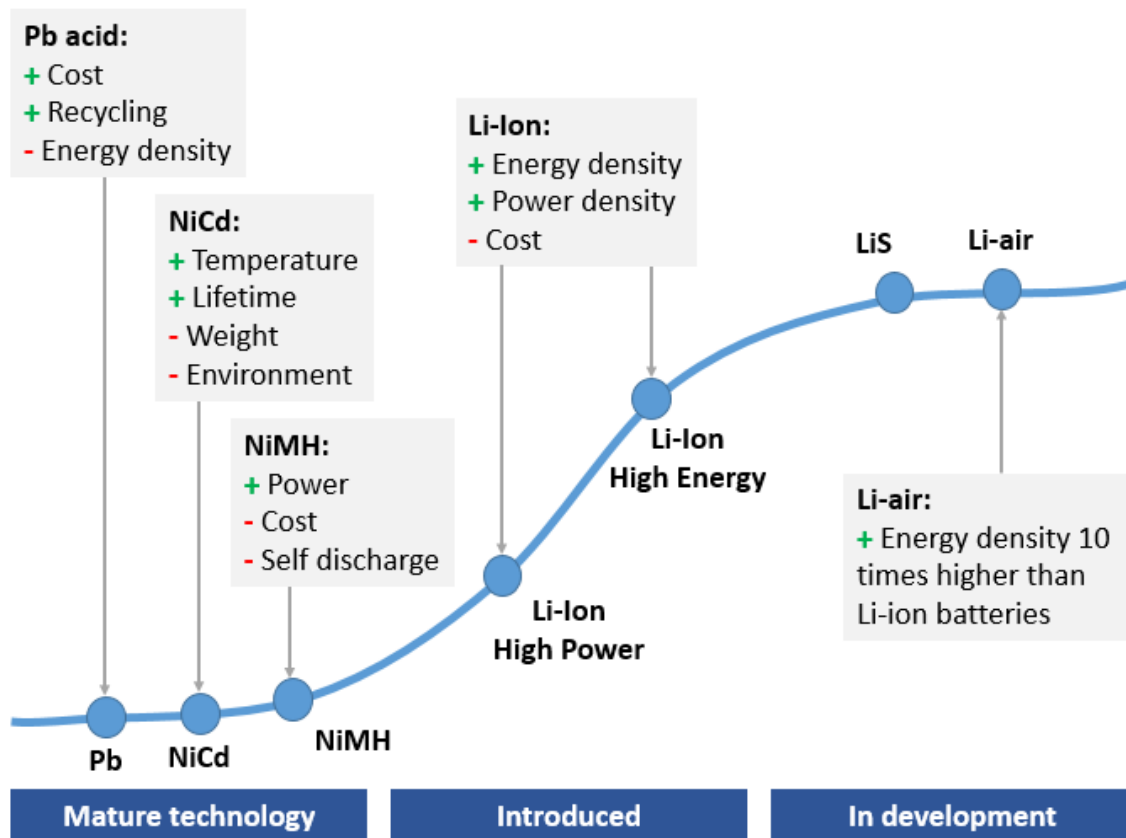 Pb acid:
+ Cost
+ Recycling
- Energy density
NiCd:
+ Temperature
+ Lifetime
- Weight
- Environment
NiMH:
+ Power
- Cost
- Self discharge
Li-Ion:
+ Energy density
+ Power density
- Cost
LiS
Li-air
Li-Ion
High Energy
Li-Ion
High Power
Li-air:
+ Energy density 10
times higher than
Li-ion batteries
Pb
NiCd
NiMH
Mature technology
Introduced
In development